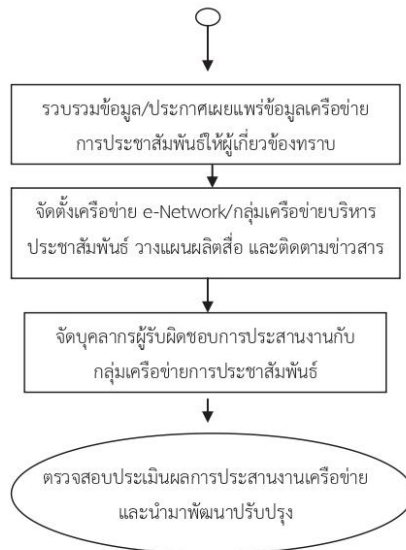 รวบรวมข้อมูล/ประกาศเผยแพร่ข้อมูลเครือข่าย
การประชาสัมพันธ์ให้ผู้เกี่ยวข้องทราบ
จัดตั้งเครือข่าย e-Network/กลุ่มเครือข่ายบริหาร
ประชาสัมพันธ์ วางแผนผลิตสื่อ และติดตามข่าวสาร
จัดบุคลากรผู้รับผิดชอบการประสานงานกับ
กลุ่มเครือข่ายการประชาสัมพันธ์
ตรวจสอบประเมินผลการประสานงานเครือข่าย
และนำมาพัฒนาปรับปรุง